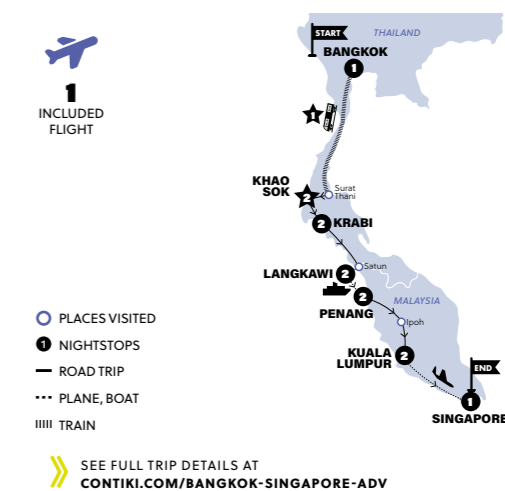 START
THAILAND
BANGKOK
1
1
INCLUDED
FLIGHT
1
KHAO
SOK
2
Surat
Thani
2
KRABI
LANGKAWI
2
Satun
2
PENANG
MALAYSIA
Ipoh
KUALA
LUMPUR
2
END
1
SINGAPORE
PLACES VISITED
1 NIGHTSTOPS
ROAD TRIP
PLANE, BOAT
TRAIN
SEE FULL TRIP DETAILS AT
CONTIKI.COM/BANGKOK-SINGAPORE-ADV